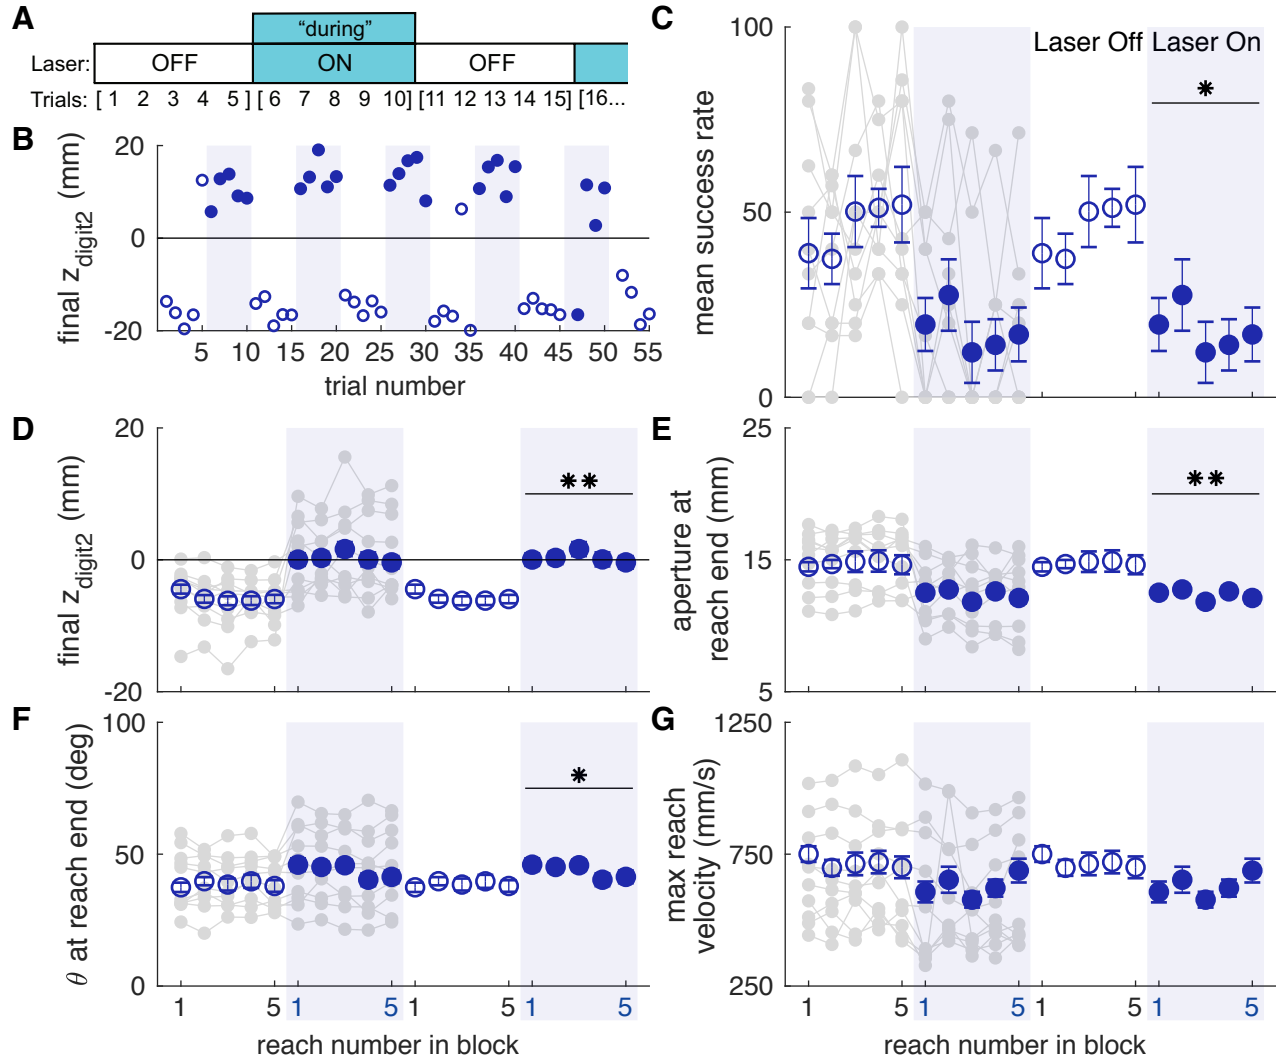 A
“during”
Laser: OFF ON OFF
Trials: [ 1 2 3 4 5 ] [ 6 7 8 9 10] [11 12 13 14 15] [16...
B
final z digit2 (mm)
20
0
-20
5 10 15 20 25 30 35 40 45 50 55
trial number
C
mean success rate
100
50
0
Laser Off Laser On
*
D
final z digit2 (mm)
20
0
-20
**
E
aperture at
reach end (mm)
25
15
5
**
F
θ at reach end (deg)
100
50
0
*
1 5 1 5 1 5 1 5
reach number in block
G
max reach
velocity (mm/s)
1250
750
250
1 5 1 5 1 5 1 5
reach number in block